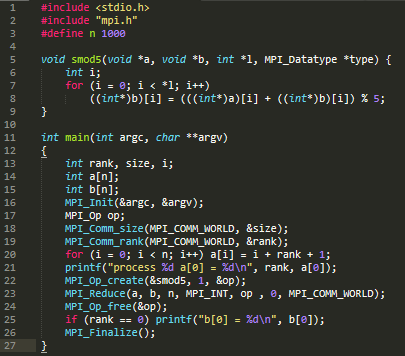 1 #include <stdio.h>
2 #include "mpi.h"
3 #define n 1000
4
5 void smod5(void *a, void *b, int *l, MPI_Datatype *type) {
6     int i;
7     for (i = 0; i < *l; i++)
8         ((int*)b)[i] = (((int*)a)[i] + ((int*)b)[i]) % 5;
9 }
10
11 int main(int argc, char **argv)
12 {
13     int rank, size, i;
14     int a[n];
15     int b[n];
16     MPI_Init(&argc, &argv);
17     MPI_Op op;
18     MPI_Comm_size(MPI_COMM_WORLD, &size);
19     MPI_Comm_rank(MPI_COMM_WORLD, &rank);
20     for (i = 0; i < n; i++) a[i] = i + rank + 1;
21     printf("process %d a[0] = %d\n", rank, a[0]);
22     MPI_Op_create(&smod5, 1, &op);
23     MPI_Reduce(a, b, n, MPI_INT, op , 0, MPI_COMM_WORLD);
24     MPI_Op_free(&op);
25     if (rank == 0) printf("b[0] = %d\n", b[0]);
26     MPI_Finalize();
27 }